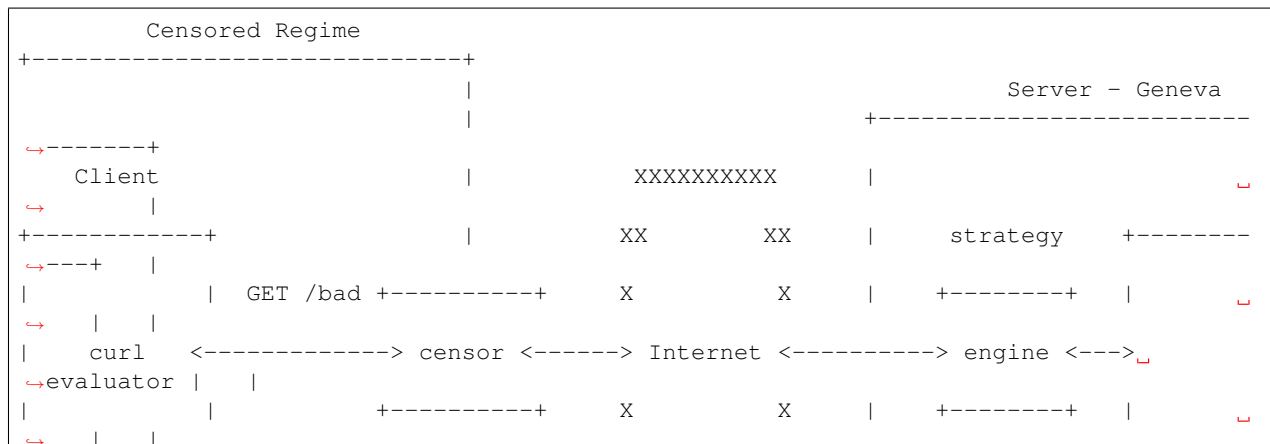 Censored Regime
+------------------------------+
                               |                                     Server - Geneva
                               |                           +--------------------------
↪-------+
    Client                     |           XXXXXXXXXX      |                         ␣
↪        |
+------------+                 |          XX        XX     |     strategy    +--------
↪---+   |
|            |  GET /bad +----------+     X          X     |    +--------+   |       ␣
↪    |   |
|    curl   <-------------> censor <------> Internet <----------> engine <--->␣
↪evaluator |   |
|            |           +----------+     X          X     |    +--------+   |       ␣
↪    |   |